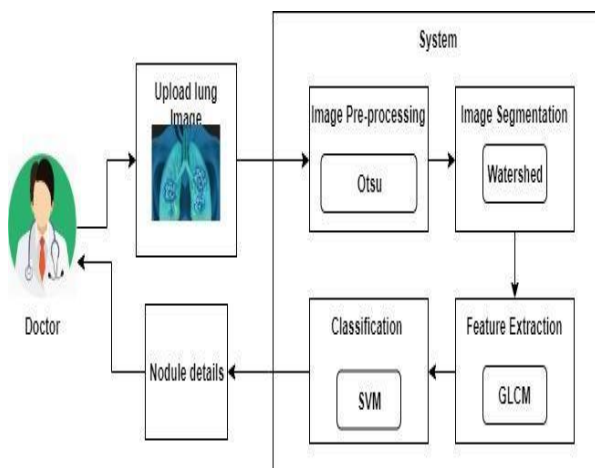 System
Upload lung
Image
Image Pre-processing
Otsu
Image Segmentation
Watershed
Doctor
Nodule details
Classification
SVM
Feature Extraction
GLCM